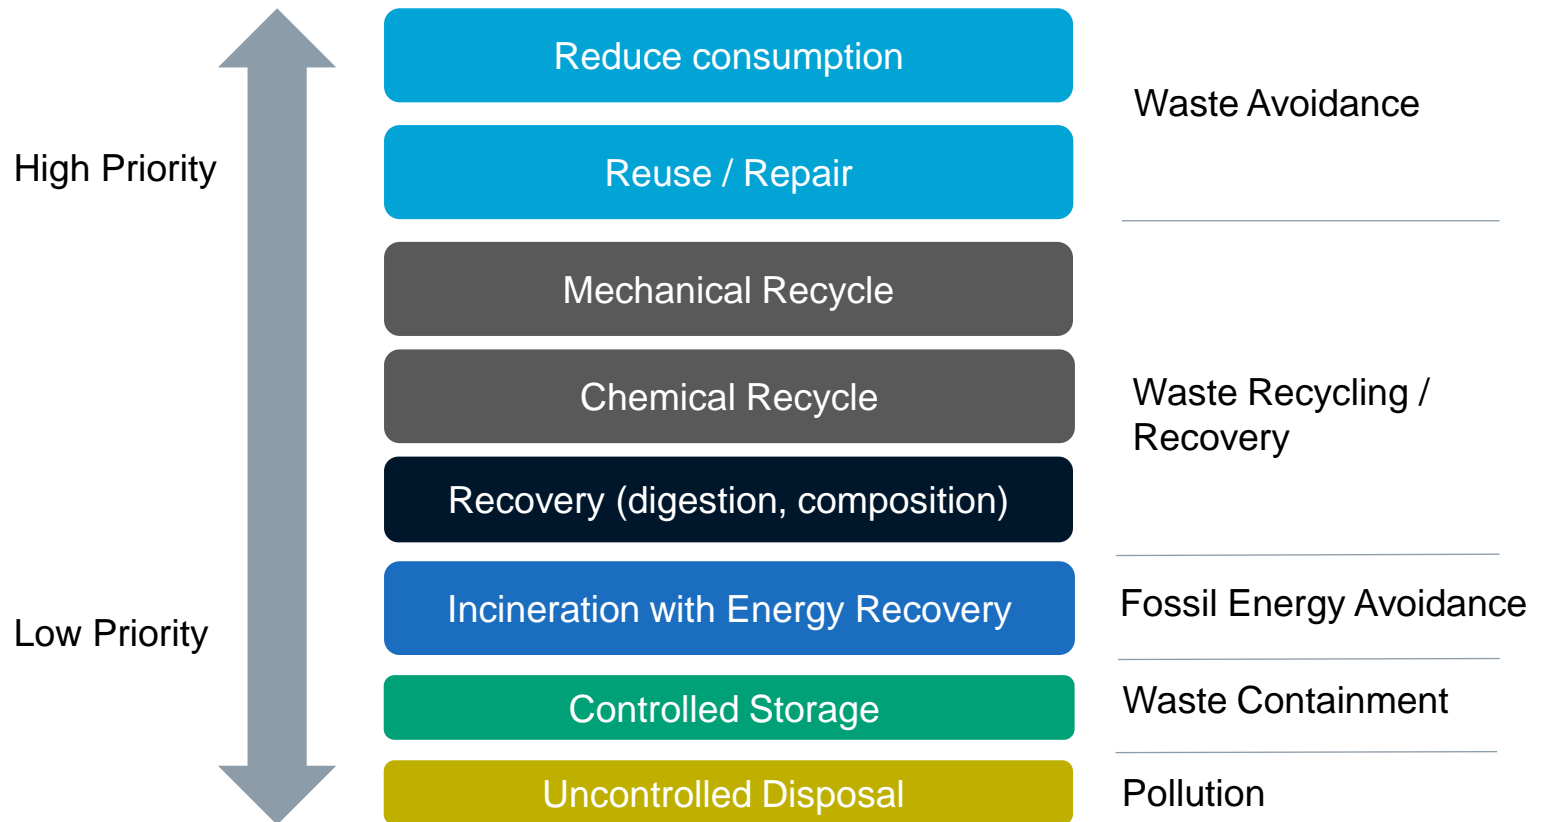 Reduce consumption
Waste Avoidance
High Priority
Reuse / Repair
Mechanical Recycle
Chemical Recycle
Waste Recycling /
Recovery
Recovery (digestion, composition)
Incineration with Energy Recovery
Fossil Energy Avoidance
Low Priority
Controlled Storage
Waste Containment
Uncontrolled Disposal
Pollution